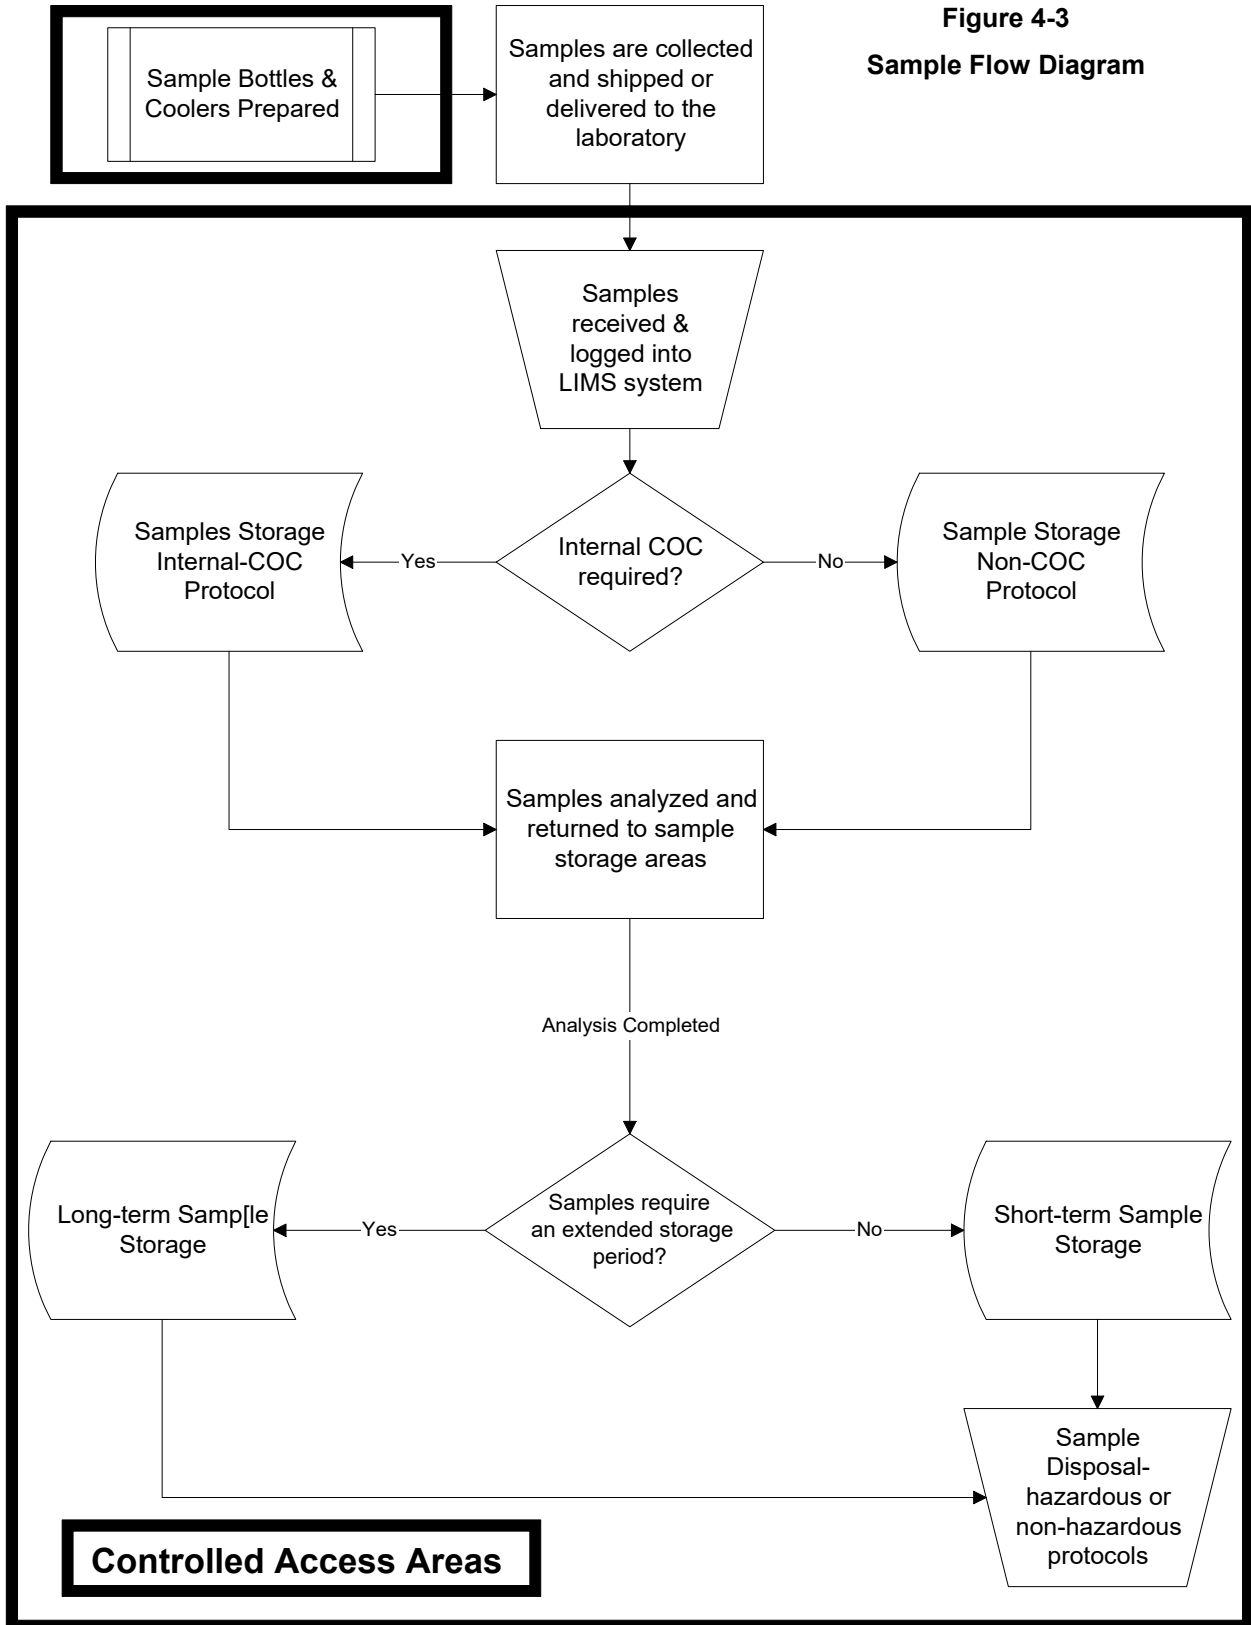 Figure 4-3
Sample Flow Diagram
Sample Bottles &
Coolers Prepared
Samples are collected
and shipped or
delivered to the
laboratory
Samples
received &
logged into
LIMS system
Samples Storage
Internal-COC
Protocol
Yes
Internal COC
required?
No
Sample Storage
Non-COC
Protocol
Samples analyzed and
returned to sample
storage areas
Analysis Completed
Long-term Samp[le
Storage
Yes
Samples require
an extended storage
period?
No
Short-term Sample
Storage
Sample
Disposal-
hazardous or
non-hazardous
protocols
Controlled Access Areas